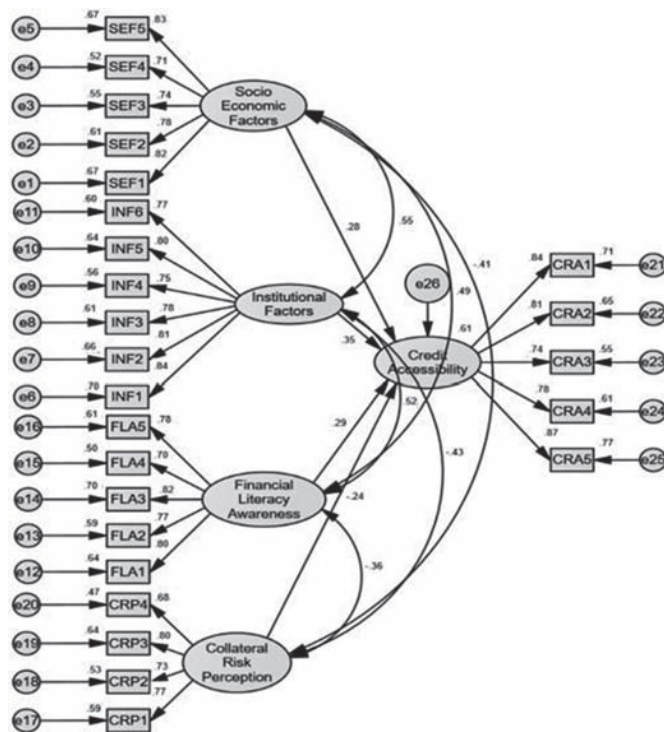 e5 .67 SEF5 .83
e4 .52 SEF4 .71
e3 .55 SEF3 .74
e2 .61 SEF2 .78
e1 .67 SEF1 .82
Socio
Economic
Factors
e11 .60 INF6 .77
e10 .64 INF5 .80
e9 .56 INF4 .75
e8 .61 INF3 .78
e7 .66 INF2 .81
e6 .70 INF1 .84
Institutional
Factors
e16 .61 FLA5 .78
e15 .50 FLA4 .70
e14 .70 FLA3 .82
e13 .59 FLA2 .77
e12 .64 FLA1 .80
Financial
Literacy
Awareness
e20 .47 CRP4 .68
e19 .64 CRP3 .80
e18 .53 CRP2 .73
e17 .59 CRP1 .77
Collateral
Risk
Perception
.28
.55
-.41
.49
.35
.61
.52
.29
-.24
-.43
-.36
e26
Credit
Accessibility
.84 CRA1 .71 e21
.81 CRA2 .65 e22
.74 CRA3 .55 e23
.78 CRA4 .61 e24
.87 CRA5 .77 e25